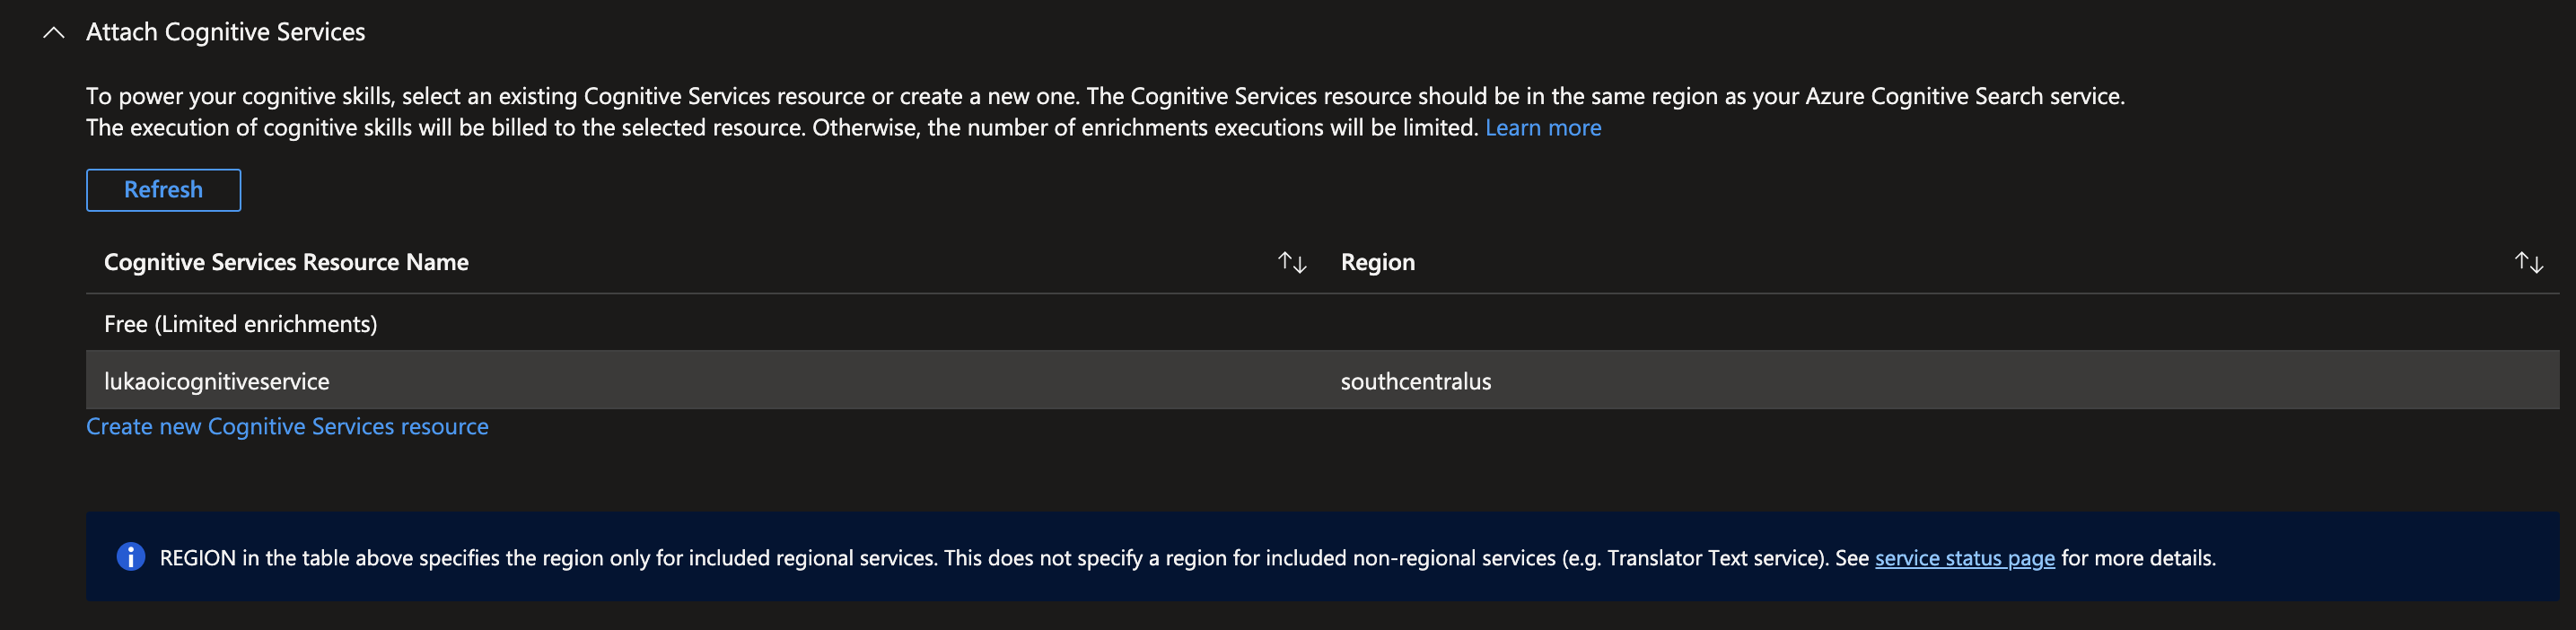 Attach Cognitive Services
To power your cognitive skills, select an existing Cognitive Services resource or create a new one. The Cognitive Services resource should be in the same region as your Azure Cognitive Search service.
The execution of cognitive skills will be billed to the selected resource. Otherwise, the number of enrichments executions will be limited. Learn more
Refresh
Cognitive Services Resource Name Region
Free (Limited enrichments)
lukaoicognitiveservice southcentralus
Create new Cognitive Services resource
REGION in the table above specifies the region only for included regional services. This does not specify a region for included non-regional services (e.g. Translator Text service). See service status page for more details.